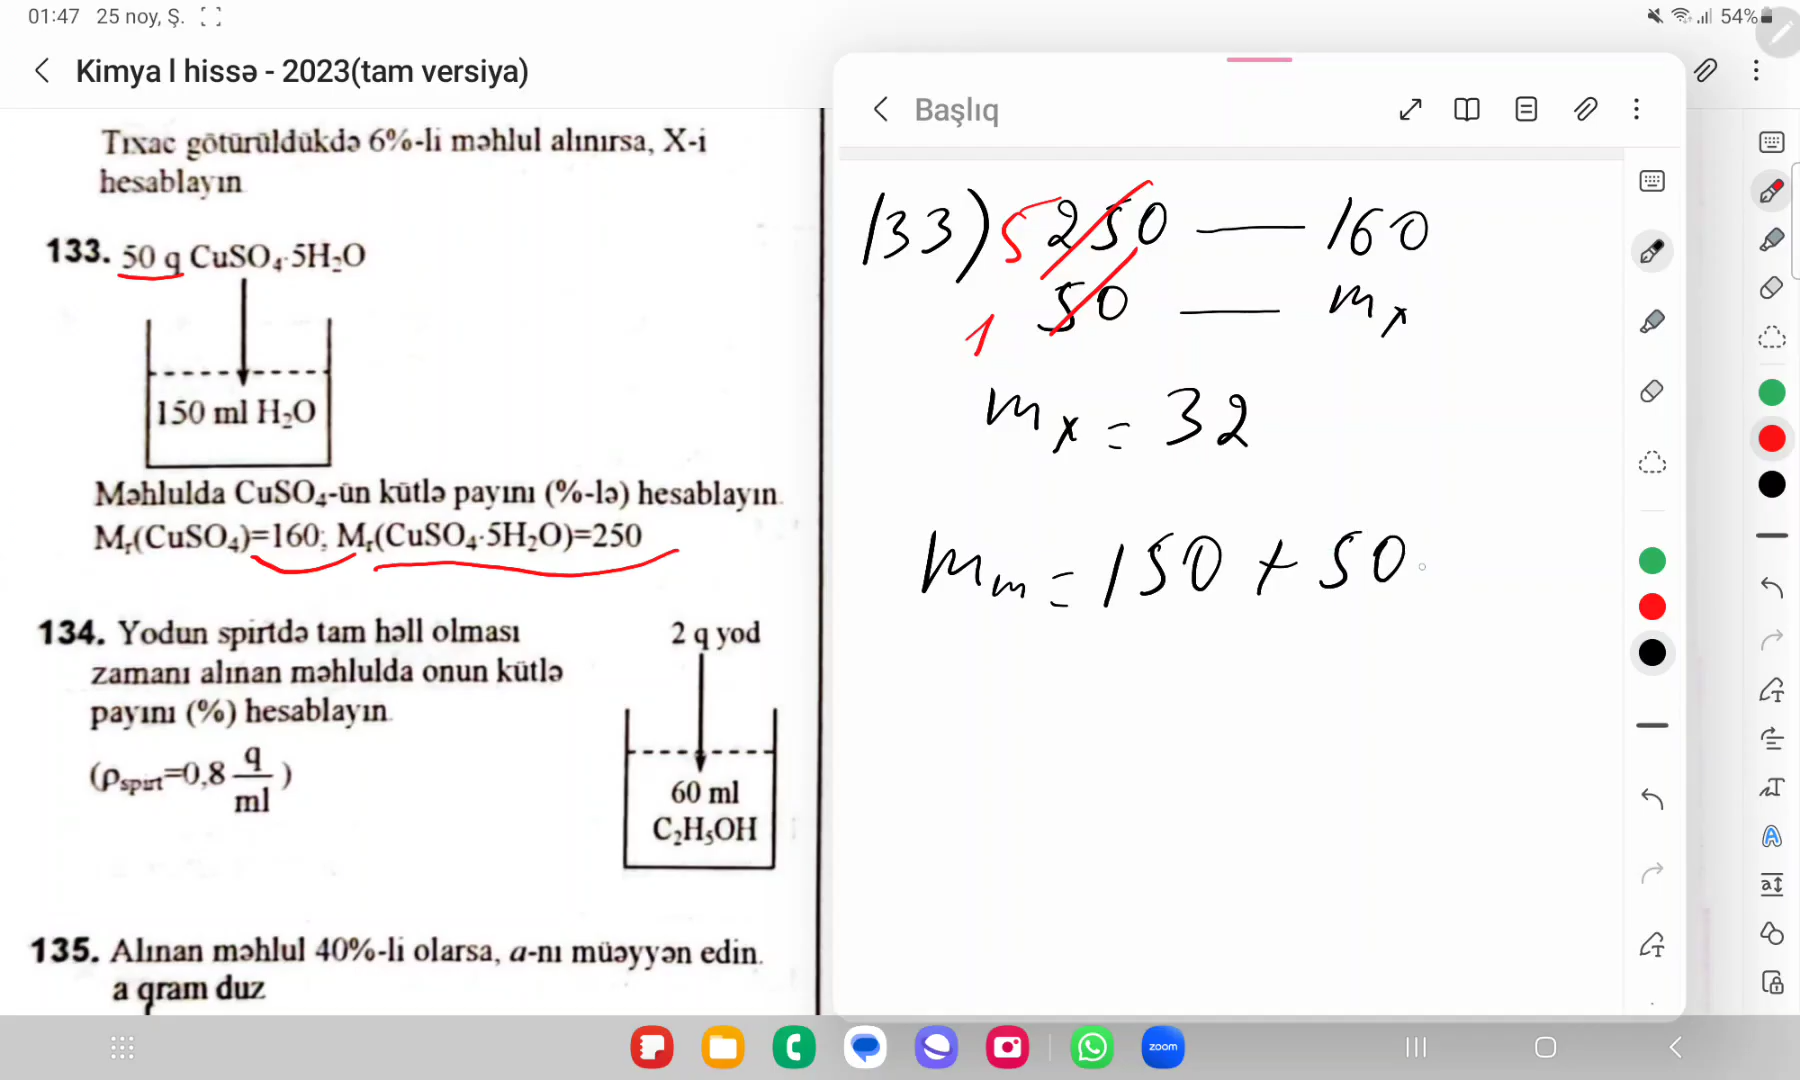 01:47 25 noy, Ş. 54%
Kimya I hissə - 2023(tam versiya)
Tıxac götürüldükdə 6%-li məhlul alınırsa, X-i
hesablayın
133. 50 q CuSO₄·5H₂O
150 ml H₂O
Məhlulda CuSO₄-ün kütlə payını (%-lə) hesablayın.
Mᵣ(CuSO₄)=160; Mᵣ(CuSO₄·5H₂O)=250
134. Yodun spirtdə tam həll olması
zamanı alınan məhlulda onun kütlə
payını (%) hesablayın.
(ρspirt=0,8 q/ml)
2 q yod
60 ml
C₂H₅OH
135. Alınan məhlul 40%-li olarsa, a-nı müəyyən edin.
a qram duz
Başlıq
133) 5 250 — 160
1 50 — mₓ
mₓ = 32
mₘ = 150 + 50
zoom